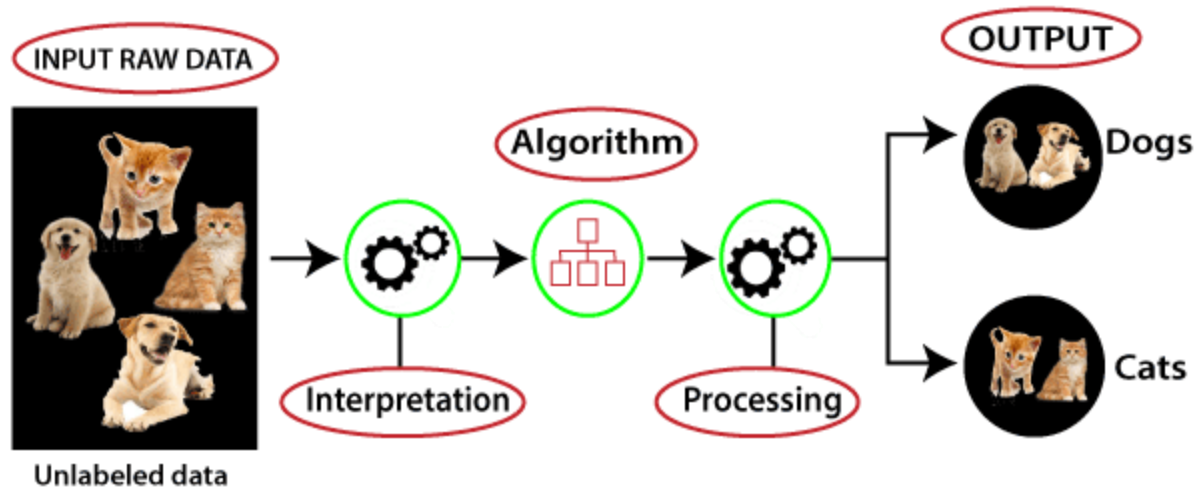 INPUT RAW DATA
OUTPUT
Algorithm
Dogs
Interpretation
Processing
Cats
Unlabeled data